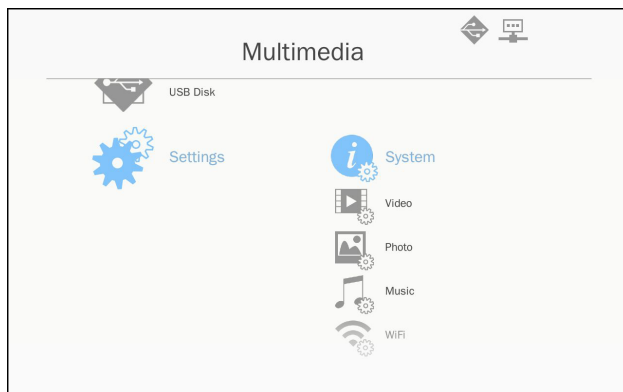 Multimedia
USB Disk
Settings
System
Video
Photo
Music
WiFi